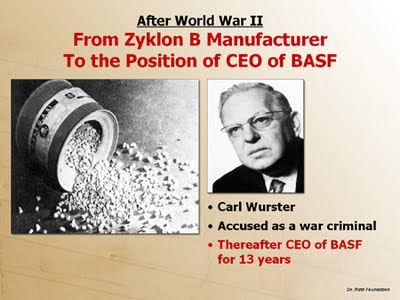 After World War II
From Zyklon B Manufacturer
To the Position of CEO of BASF
• Carl Wurster
• Accused as a war criminal
• Thereafter CEO of BASF
for 13 years
Dr. Rath Foundation